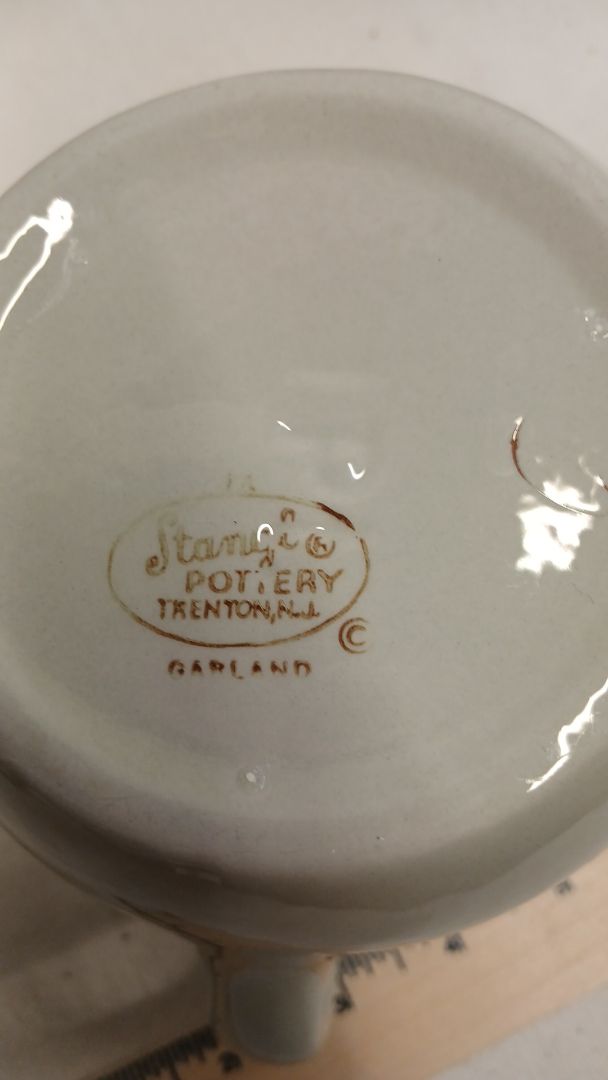 Stangl ®
POTTERY
TRENTON, N.J.
©
GARLAND